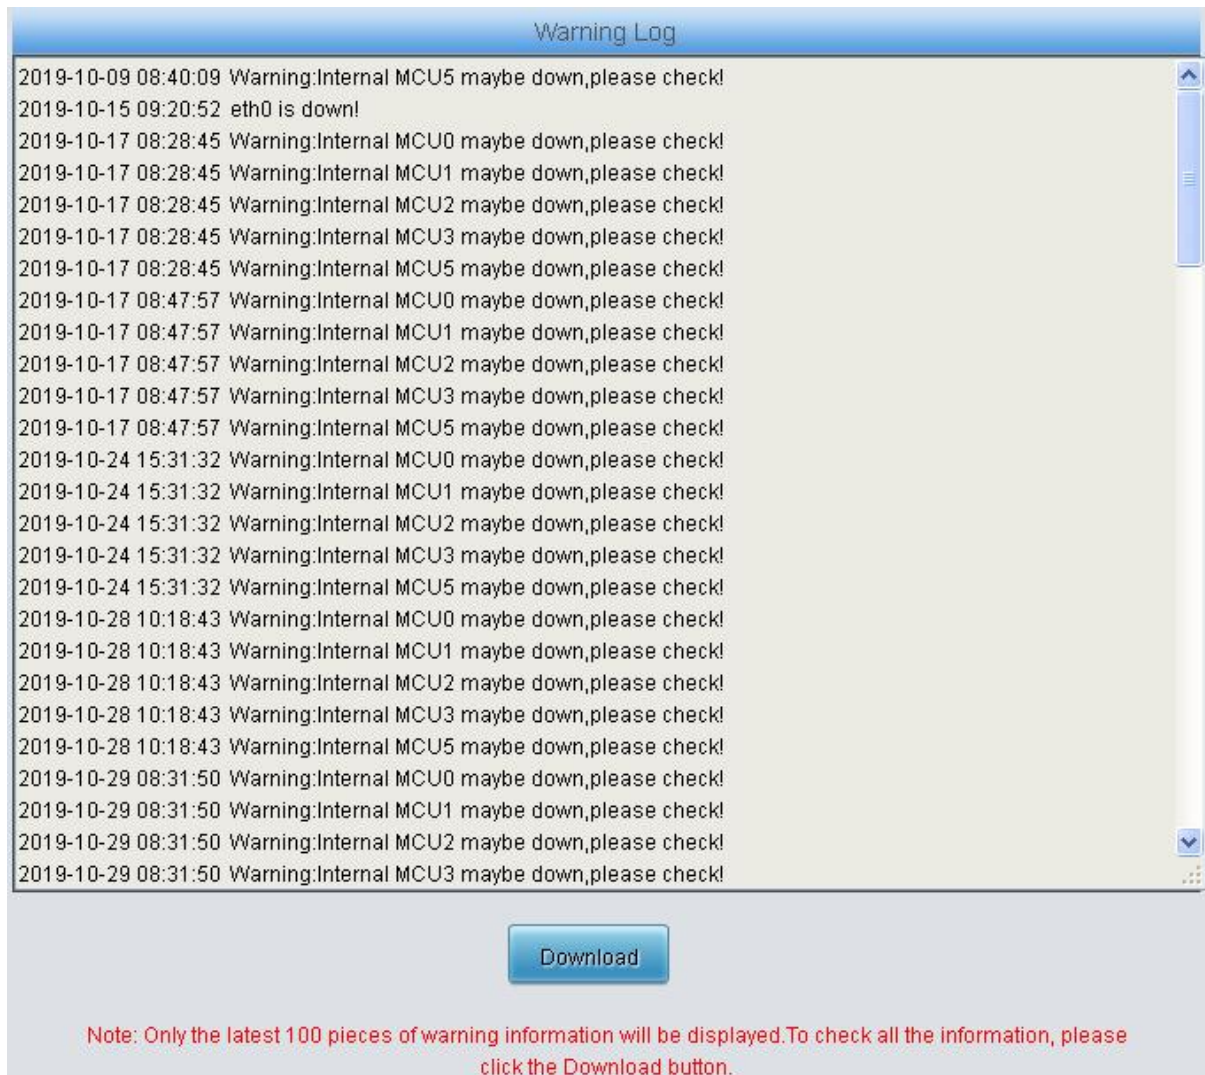 Warning Log
2019-10-09 08:40:09 Warning:Internal MCU5 maybe down,please check!
2019-10-15 09:20:52 eth0 is down!
2019-10-17 08:28:45 Warning:Internal MCU0 maybe down,please check!
2019-10-17 08:28:45 Warning:Internal MCU1 maybe down,please check!
2019-10-17 08:28:45 Warning:Internal MCU2 maybe down,please check!
2019-10-17 08:28:45 Warning:Internal MCU3 maybe down,please check!
2019-10-17 08:28:45 Warning:Internal MCU5 maybe down,please check!
2019-10-17 08:47:57 Warning:Internal MCU0 maybe down,please check!
2019-10-17 08:47:57 Warning:Internal MCU1 maybe down,please check!
2019-10-17 08:47:57 Warning:Internal MCU2 maybe down,please check!
2019-10-17 08:47:57 Warning:Internal MCU3 maybe down,please check!
2019-10-17 08:47:57 Warning:Internal MCU5 maybe down,please check!
2019-10-24 15:31:32 Warning:Internal MCU0 maybe down,please check!
2019-10-24 15:31:32 Warning:Internal MCU1 maybe down,please check!
2019-10-24 15:31:32 Warning:Internal MCU2 maybe down,please check!
2019-10-24 15:31:32 Warning:Internal MCU3 maybe down,please check!
2019-10-24 15:31:32 Warning:Internal MCU5 maybe down,please check!
2019-10-28 10:18:43 Warning:Internal MCU0 maybe down,please check!
2019-10-28 10:18:43 Warning:Internal MCU1 maybe down,please check!
2019-10-28 10:18:43 Warning:Internal MCU2 maybe down,please check!
2019-10-28 10:18:43 Warning:Internal MCU3 maybe down,please check!
2019-10-28 10:18:43 Warning:Internal MCU5 maybe down,please check!
2019-10-29 08:31:50 Warning:Internal MCU0 maybe down,please check!
2019-10-29 08:31:50 Warning:Internal MCU1 maybe down,please check!
2019-10-29 08:31:50 Warning:Internal MCU2 maybe down,please check!
2019-10-29 08:31:50 Warning:Internal MCU3 maybe down,please check!
Download
Note: Only the latest 100 pieces of warning information will be displayed.To check all the information, please
click the Download button.